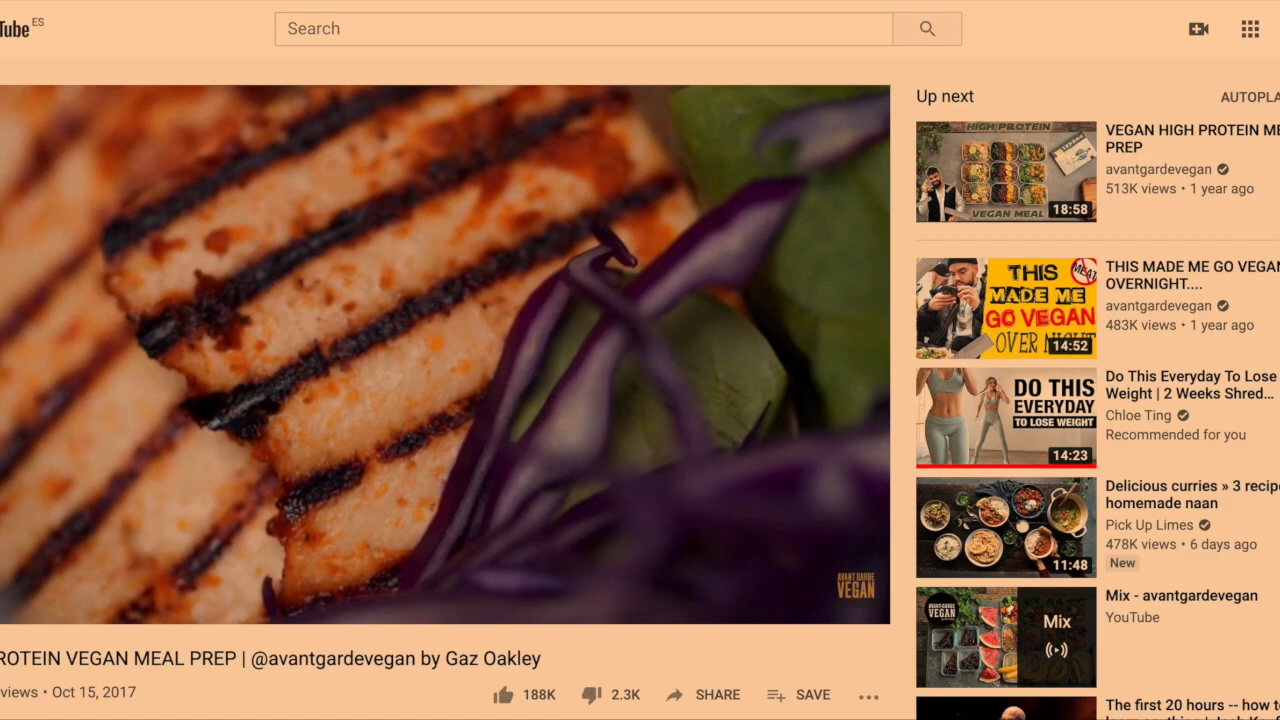 Tube ES
Search
Up next
AUTOPLA
HIGH PROTEIN
VEGAN MEAL
18:58
VEGAN HIGH PROTEIN ME
PREP
avantgardevegan
513K views • 1 year ago
THIS
MADE ME
GO VEGAN
OVER NIGHT
MEAT
14:52
THIS MADE ME GO VEGAN
OVERNIGHT....
avantgardevegan
483K views • 1 year ago
DO THIS
EVERYDAY
TO LOSE WEIGHT
14:23
Do This Everyday To Lose
Weight | 2 Weeks Shred...
Chloe Ting
Recommended for you
11:48
Delicious curries » 3 recip
homemade naan
Pick Up Limes
478K views • 6 days ago
New
AVANT GARDE
VEGAN
Mix
Mix - avantgardevegan
YouTube
The first 20 hours -- how t
AVANT GARDE
VEGAN
ROTEIN VEGAN MEAL PREP | @avantgardevegan by Gaz Oakley
views • Oct 15, 2017
188K
2.3K
SHARE
SAVE